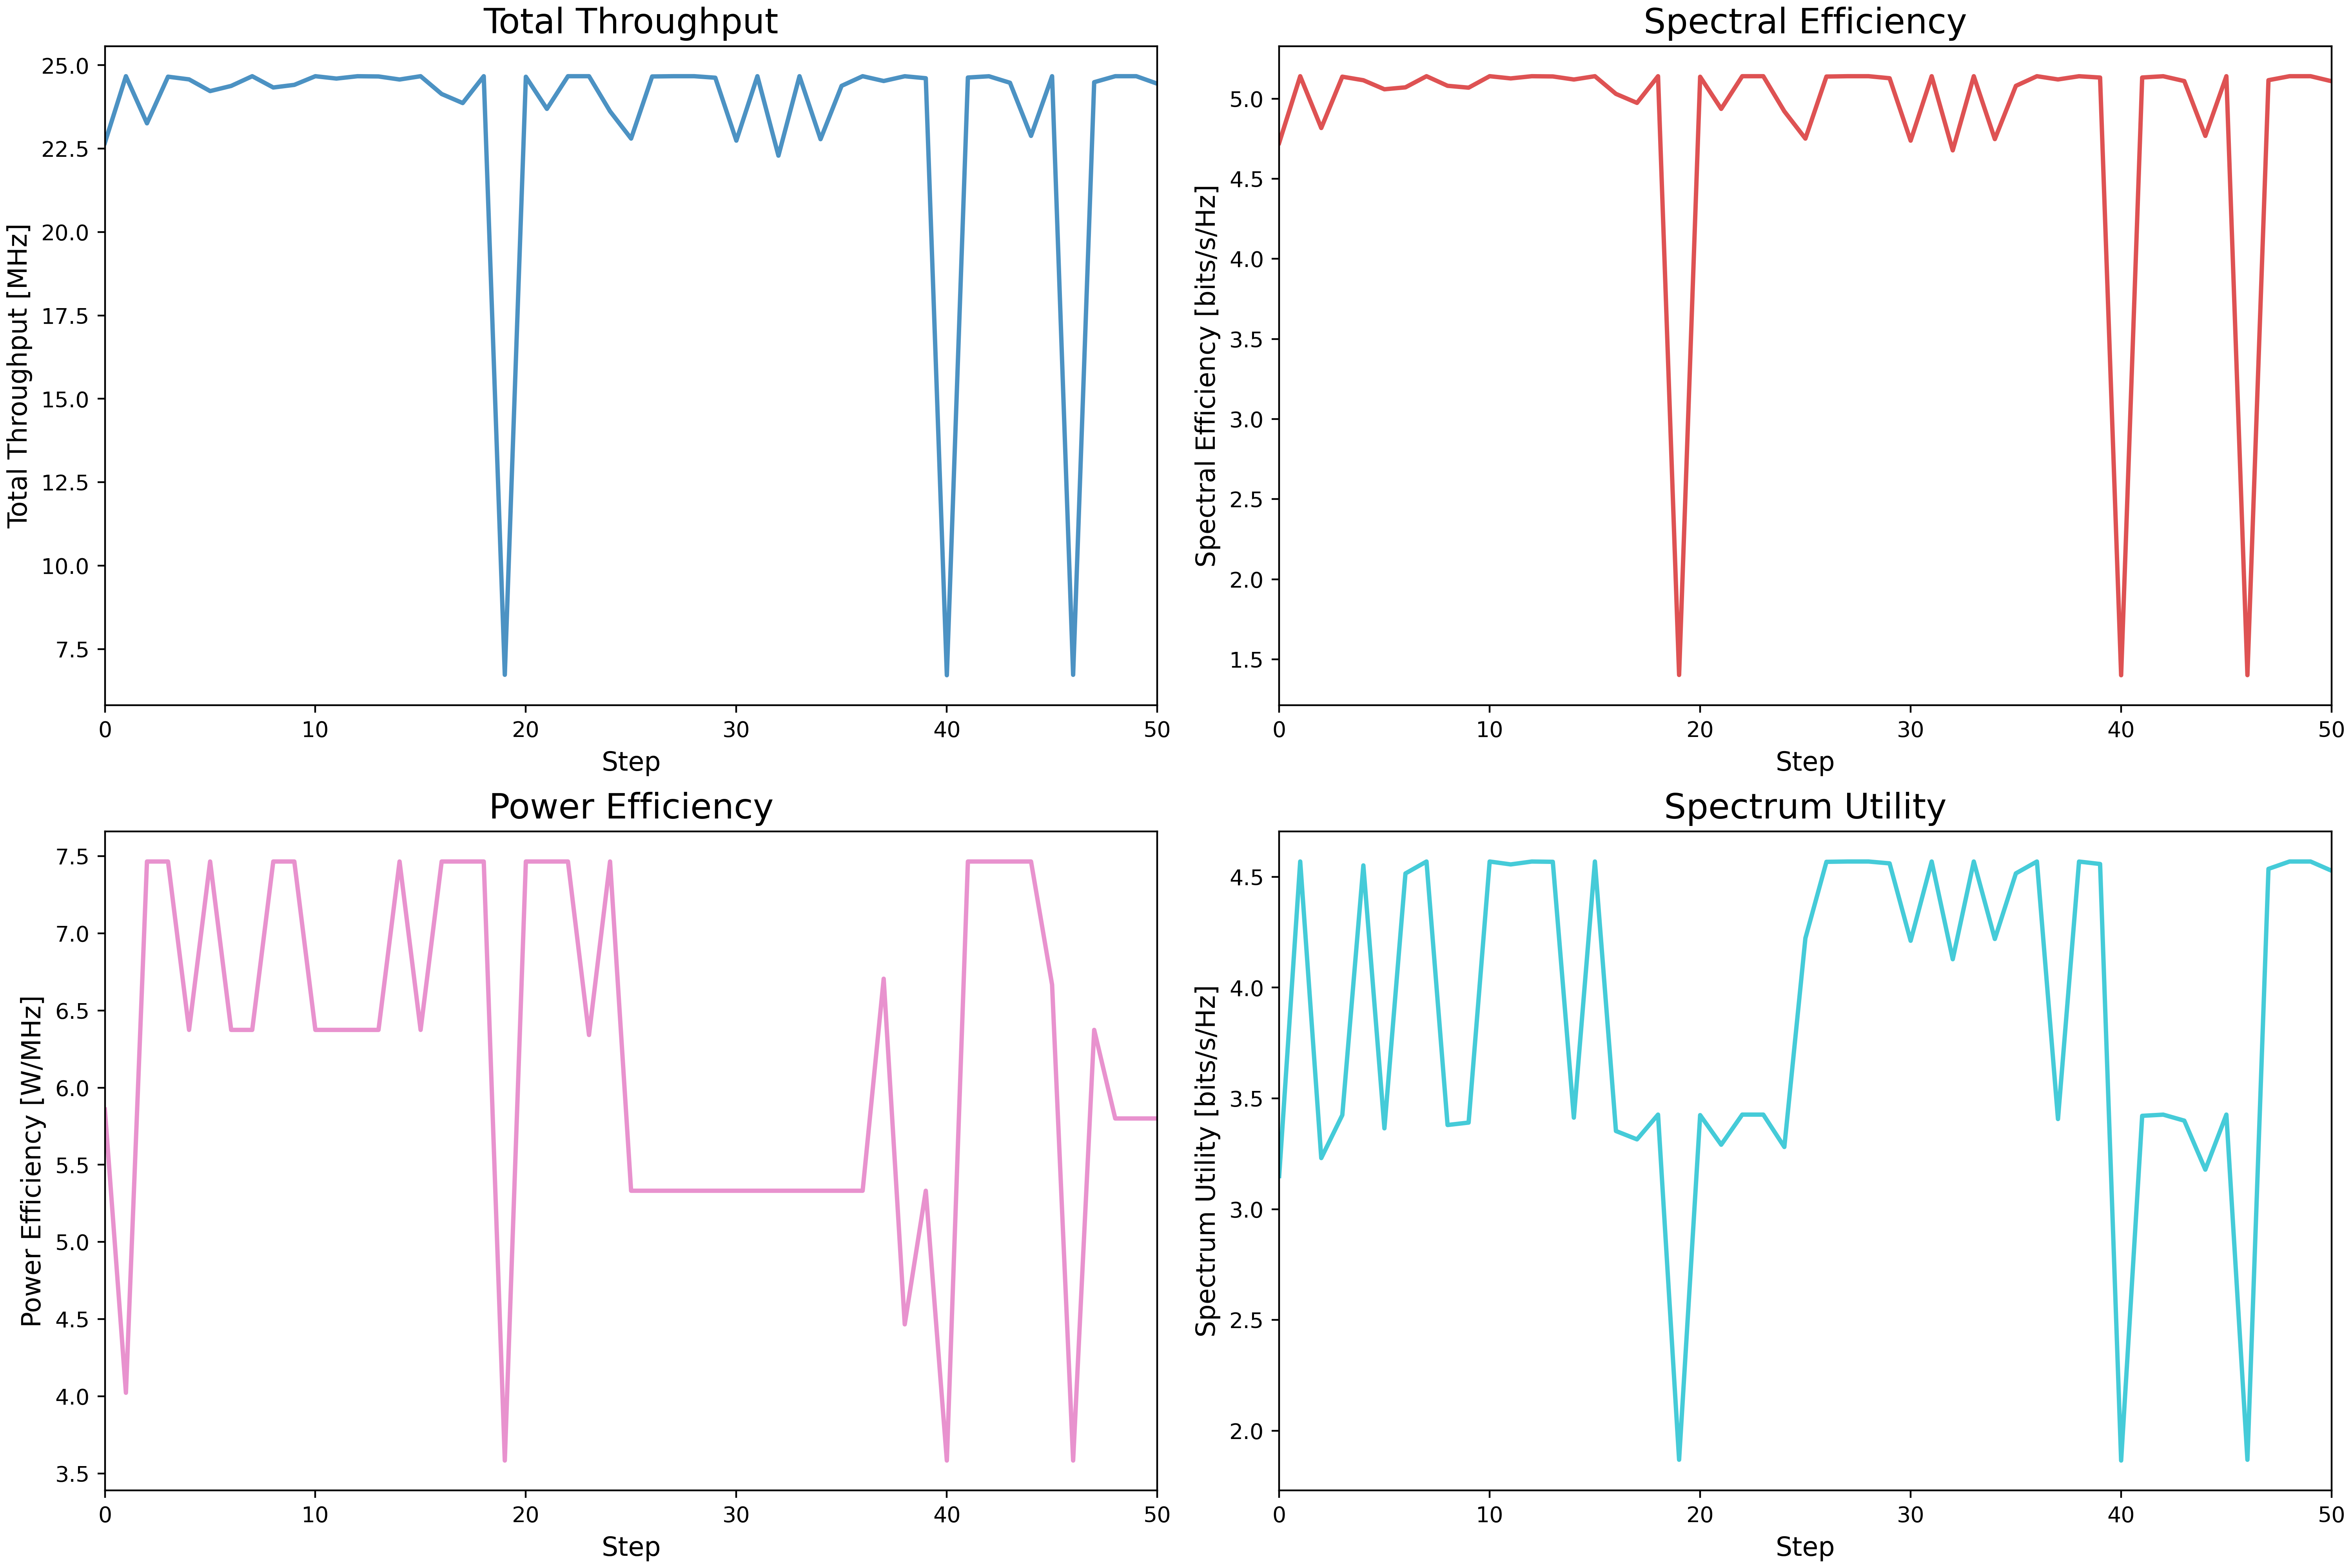 Total Throughput
Total Throughput [MHz]
25.0
22.5
20.0
17.5
15.0
12.5
10.0
7.5
0 10 20 30 40 50
Step
Spectral Efficiency
Spectral Efficiency [bits/s/Hz]
5.0
4.5
4.0
3.5
3.0
2.5
2.0
1.5
0 10 20 30 40 50
Step
Power Efficiency
Power Efficiency [W/MHz]
7.5
7.0
6.5
6.0
5.5
5.0
4.5
4.0
3.5
0 10 20 30 40 50
Step
Spectrum Utility
Spectrum Utility [bits/s/Hz]
4.5
4.0
3.5
3.0
2.5
2.0
0 10 20 30 40 50
Step